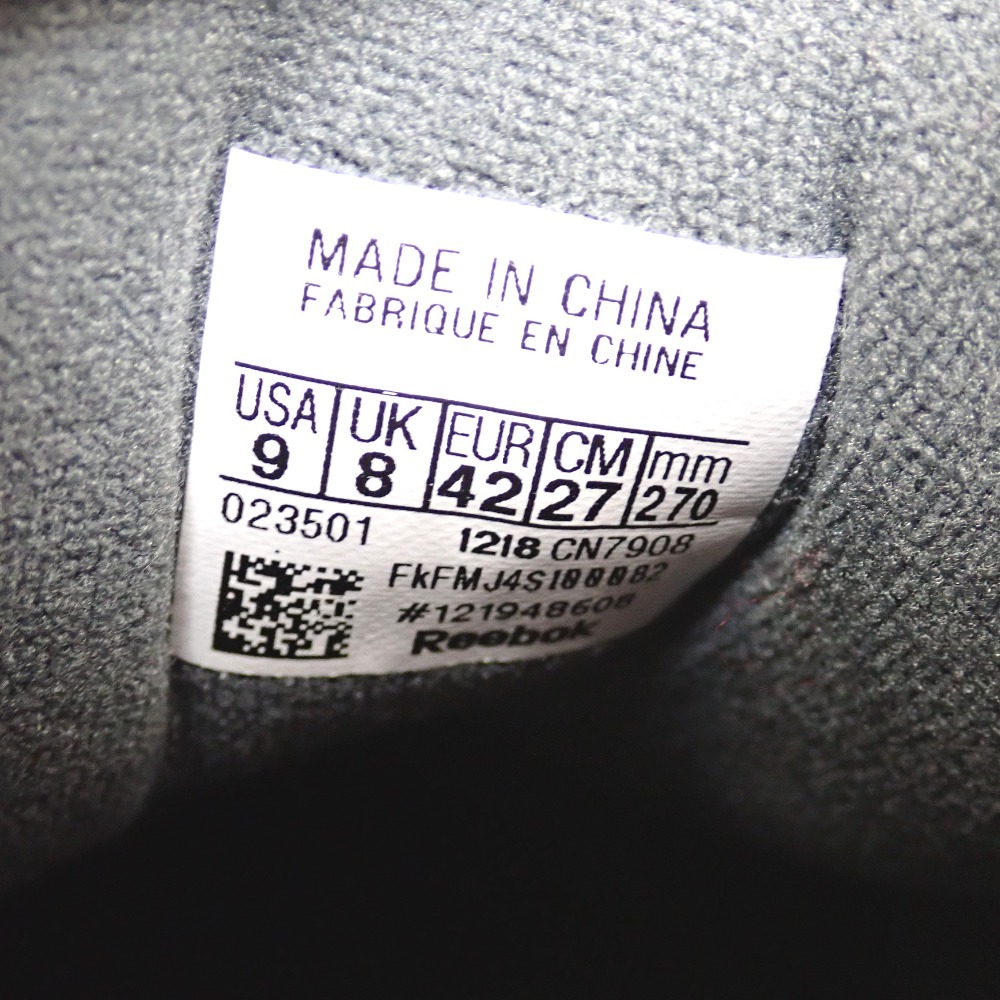 MADE IN CHINA
FABRIQUE EN CHINE
USA UK EUR CM mm
9 8 42 27 270
023501 1218 CN7908
FkFMJ4SI00082
#121948608
Reebok